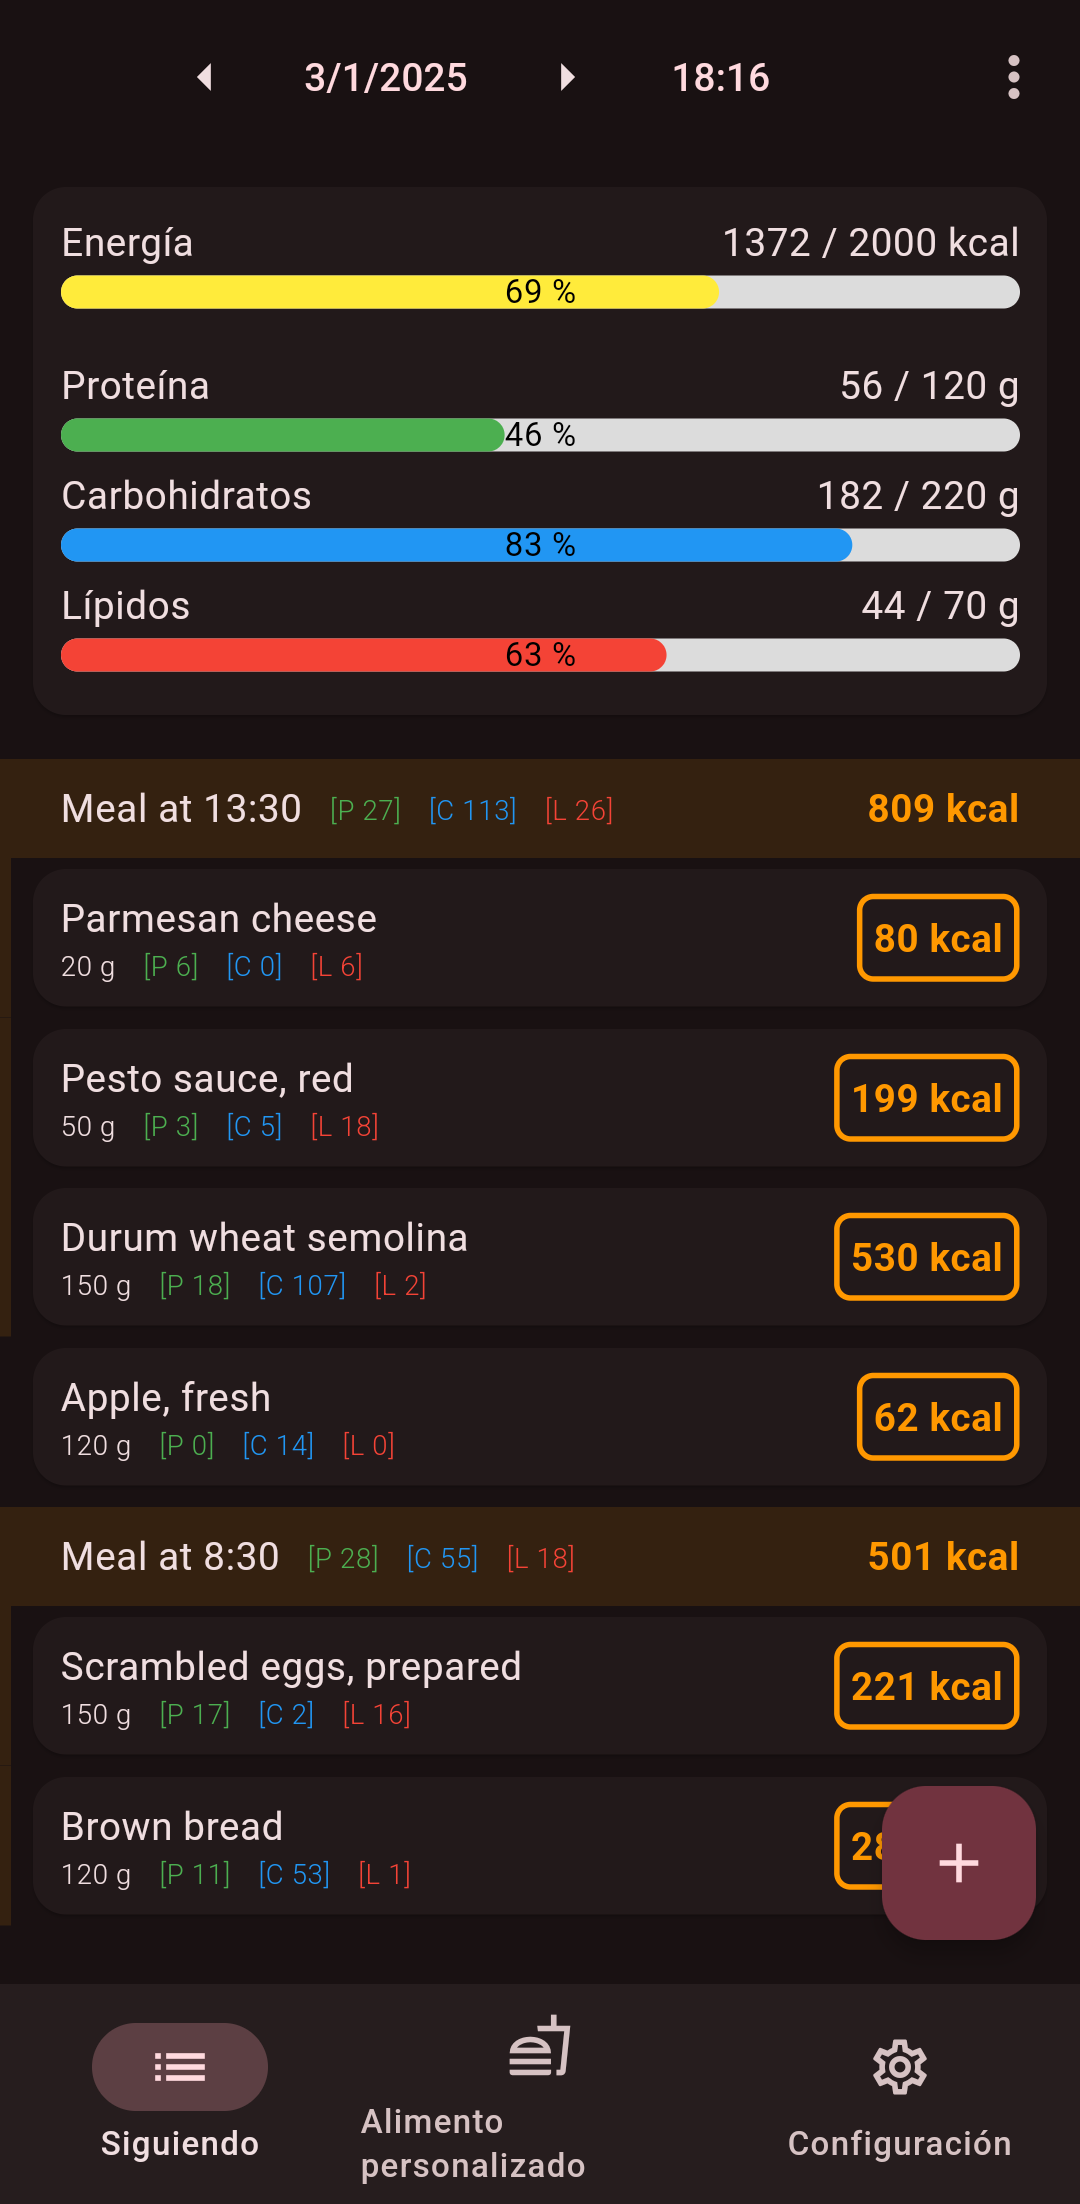 3/1/2025 18:16
Energía 1372 / 2000 kcal
69 %
Proteína 56 / 120 g
46 %
Carbohidratos 182 / 220 g
83 %
Lípidos 44 / 70 g
63 %
Meal at 13:30 [P 27] [C 113] [L 26] 809 kcal
Parmesan cheese 80 kcal
20 g [P 6] [C 0] [L 6]
Pesto sauce, red 199 kcal
50 g [P 3] [C 5] [L 18]
Durum wheat semolina 530 kcal
150 g [P 18] [C 107] [L 2]
Apple, fresh 62 kcal
120 g [P 0] [C 14] [L 0]
Meal at 8:30 [P 28] [C 55] [L 18] 501 kcal
Scrambled eggs, prepared 221 kcal
150 g [P 17] [C 2] [L 16]
Brown bread
120 g [P 11] [C 53] [L 1]
Siguiendo
Alimento
personalizado
Configuración